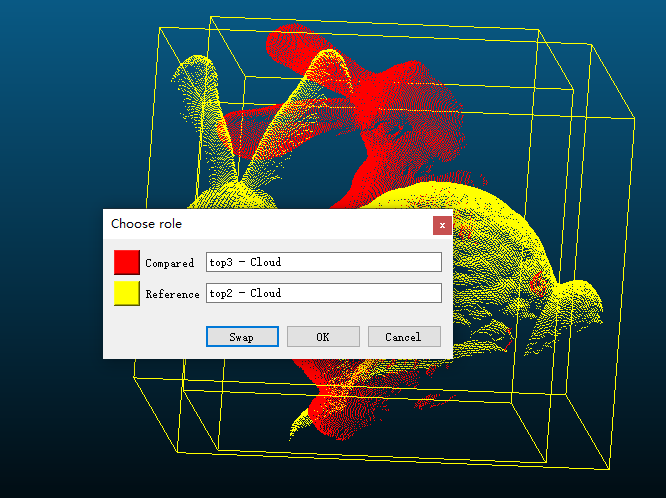 Choose role
x
Compared top3 - Cloud
Reference top2 - Cloud
Swap OK Cancel